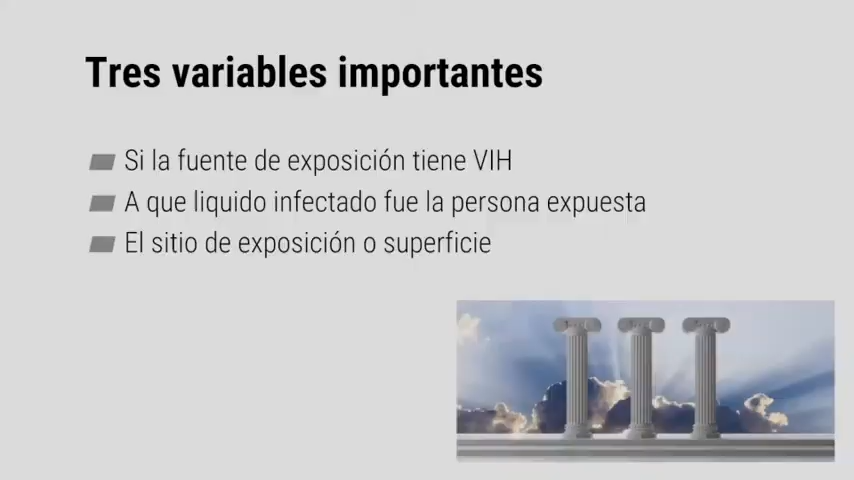 Tres variables importantes
Si la fuente de exposición tiene VIH
A que liquido infectado fue la persona expuesta
El sitio de exposición o superficie